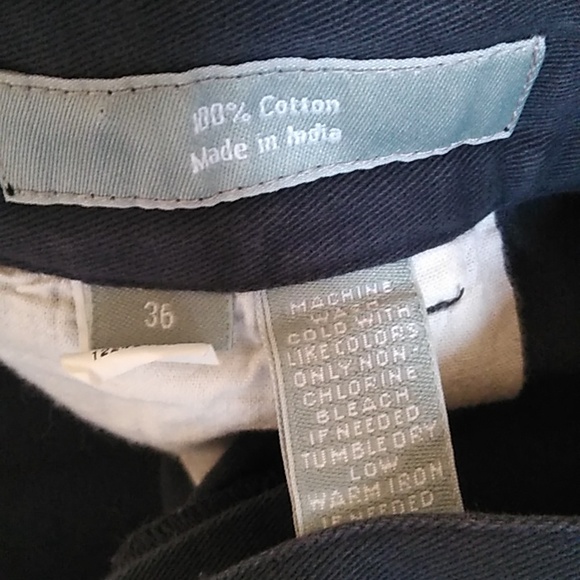 100% Cotton
Made in India
36
MACHINE
WASH
COLD WITH
LIKE COLORS
ONLY NON-
CHLORINE
BLEACH
IF NEEDED
TUMBLE DRY
LOW
WARM IRON
IF NEEDED